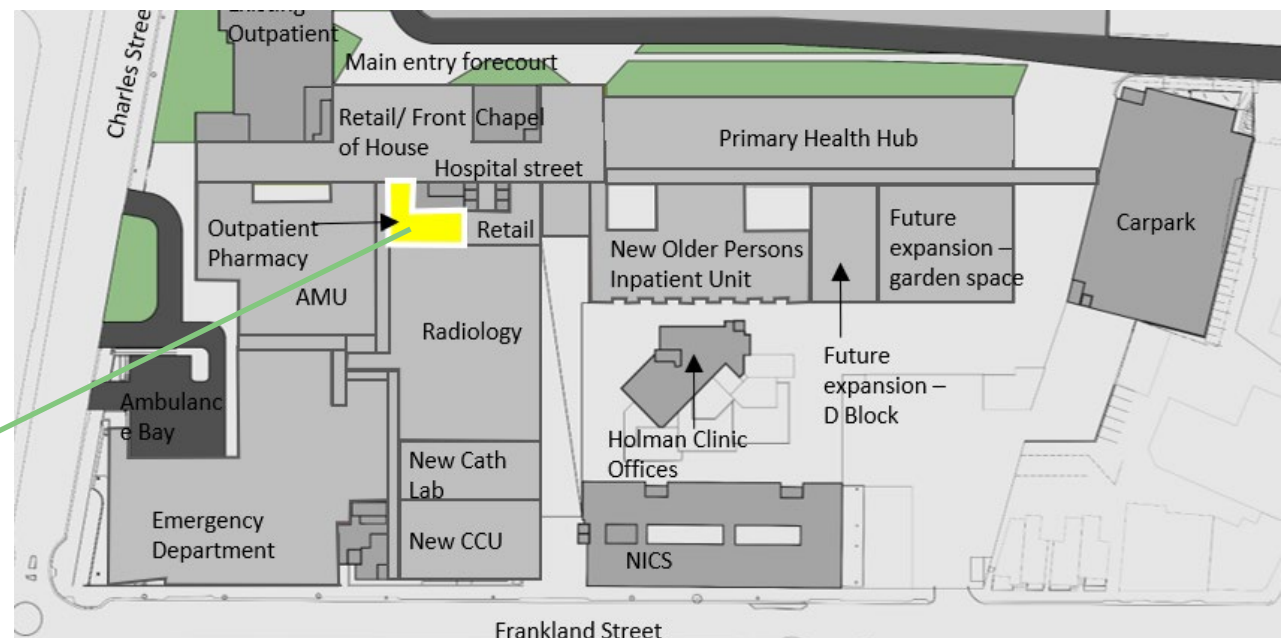 Existing
Outpatient
Charles Street
Main entry forecourt
Retail/ Front
of House
Chapel
Hospital street
Primary Health Hub
Outpatient
Pharmacy
AMU
Retail
Radiology
New Older Persons
Inpatient Unit
Future
expansion –
garden space
Carpark
Future
expansion –
D Block
Ambulanc
e Bay
Holman Clinic
Offices
New Cath
Lab
Emergency
Department
New CCU
NICS
Frankland Street